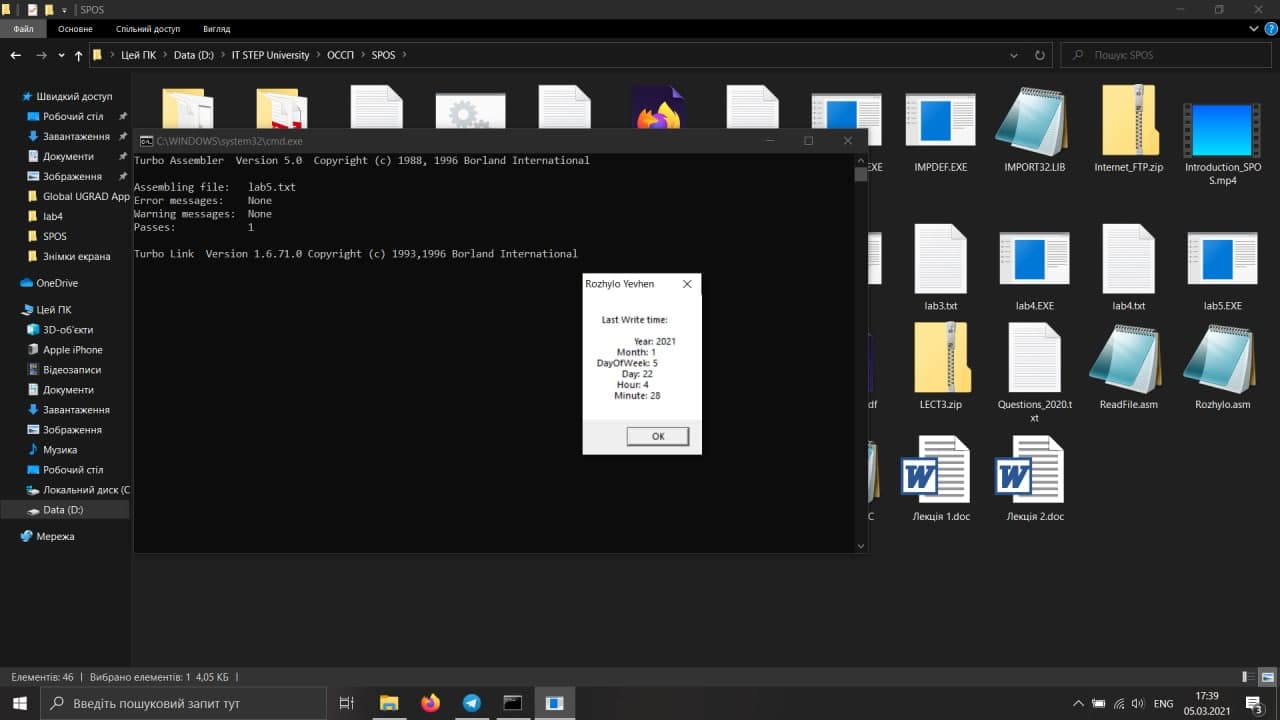 SPOS
Файл Основне Спільний доступ Вигляд
Цей ПК Data (D:) IT STEP University ОССП SPOS
Пошук: SPOS
Швидкий доступ
Робочий стіл
Завантаження
Документи
Зображення
Global UGRAD App
lab4
SPOS
Знімки екрана
OneDrive
Цей ПК
3D-об'єкти
Apple iPhone
Відеозаписи
Документи
Завантаження
Зображення
Музика
Робочий стіл
Локальний диск (C
Data (D:)
Мережа
C:\WINDOWS\system32\cmd.exe
Turbo Assembler Version 5.0 Copyright (c) 1988, 1996 Borland International
Assembling file: lab5.txt
Error messages: None
Warning messages: None
Passes: 1
Turbo Link Version 1.6.71.0 Copyright (c) 1993,1996 Borland International
Rozhylo Yevhen
Last Write time:
Year: 2021
Month: 1
DayOfWeek: 5
Day: 22
Hour: 4
Minute: 28
OK
EXE
IMPDEF.EXE
IMPORT32.LIB
Internet_FTP.zip
Introduction_SPO
S.mp4
lab3.txt
lab4.EXE
lab4.txt
lab5.EXE
df
LECT3.zip
Questions_2020.t
xt
ReadFile.asm
Rozhylo.asm
C
Лекція 1.doc
Лекція 2.doc
Елементів: 46 Вибрано елементів: 1 4,05 КБ
Введіть пошуковий запит тут
ENG
17:39
05.03.2021
3